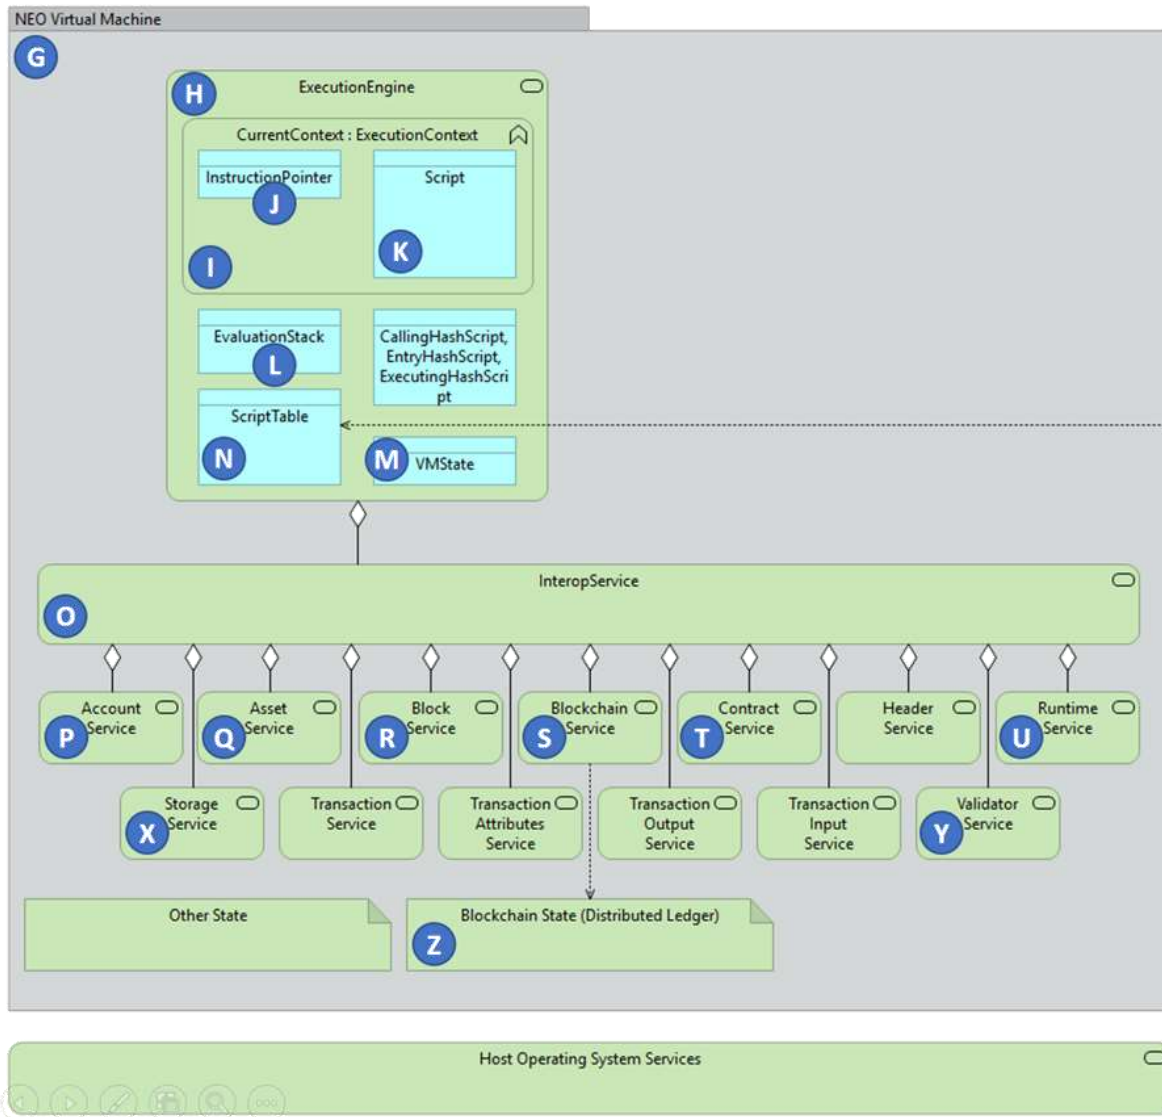 NEO Virtual Machine
G
H
ExecutionEngine
CurrentContext : ExecutionContext
InstructionPointer
J
Script
K
I
EvaluationStack
L
CallingHashScript,
EntryHashScript,
ExecutingHashScri
pt
ScriptTable
N
M
VMState
InteropService
O
Account
Service
P
Asset
Service
Q
Block
Service
R
Blockchain
Service
S
Contract
Service
T
Header
Service
Runtime
Service
U
Storage
Service
X
Transaction
Service
Transaction
Attributes
Service
Transaction
Output
Service
Transaction
Input
Service
Validator
Service
Y
Other State
Blockchain State (Distributed Ledger)
Z
Host Operating System Services